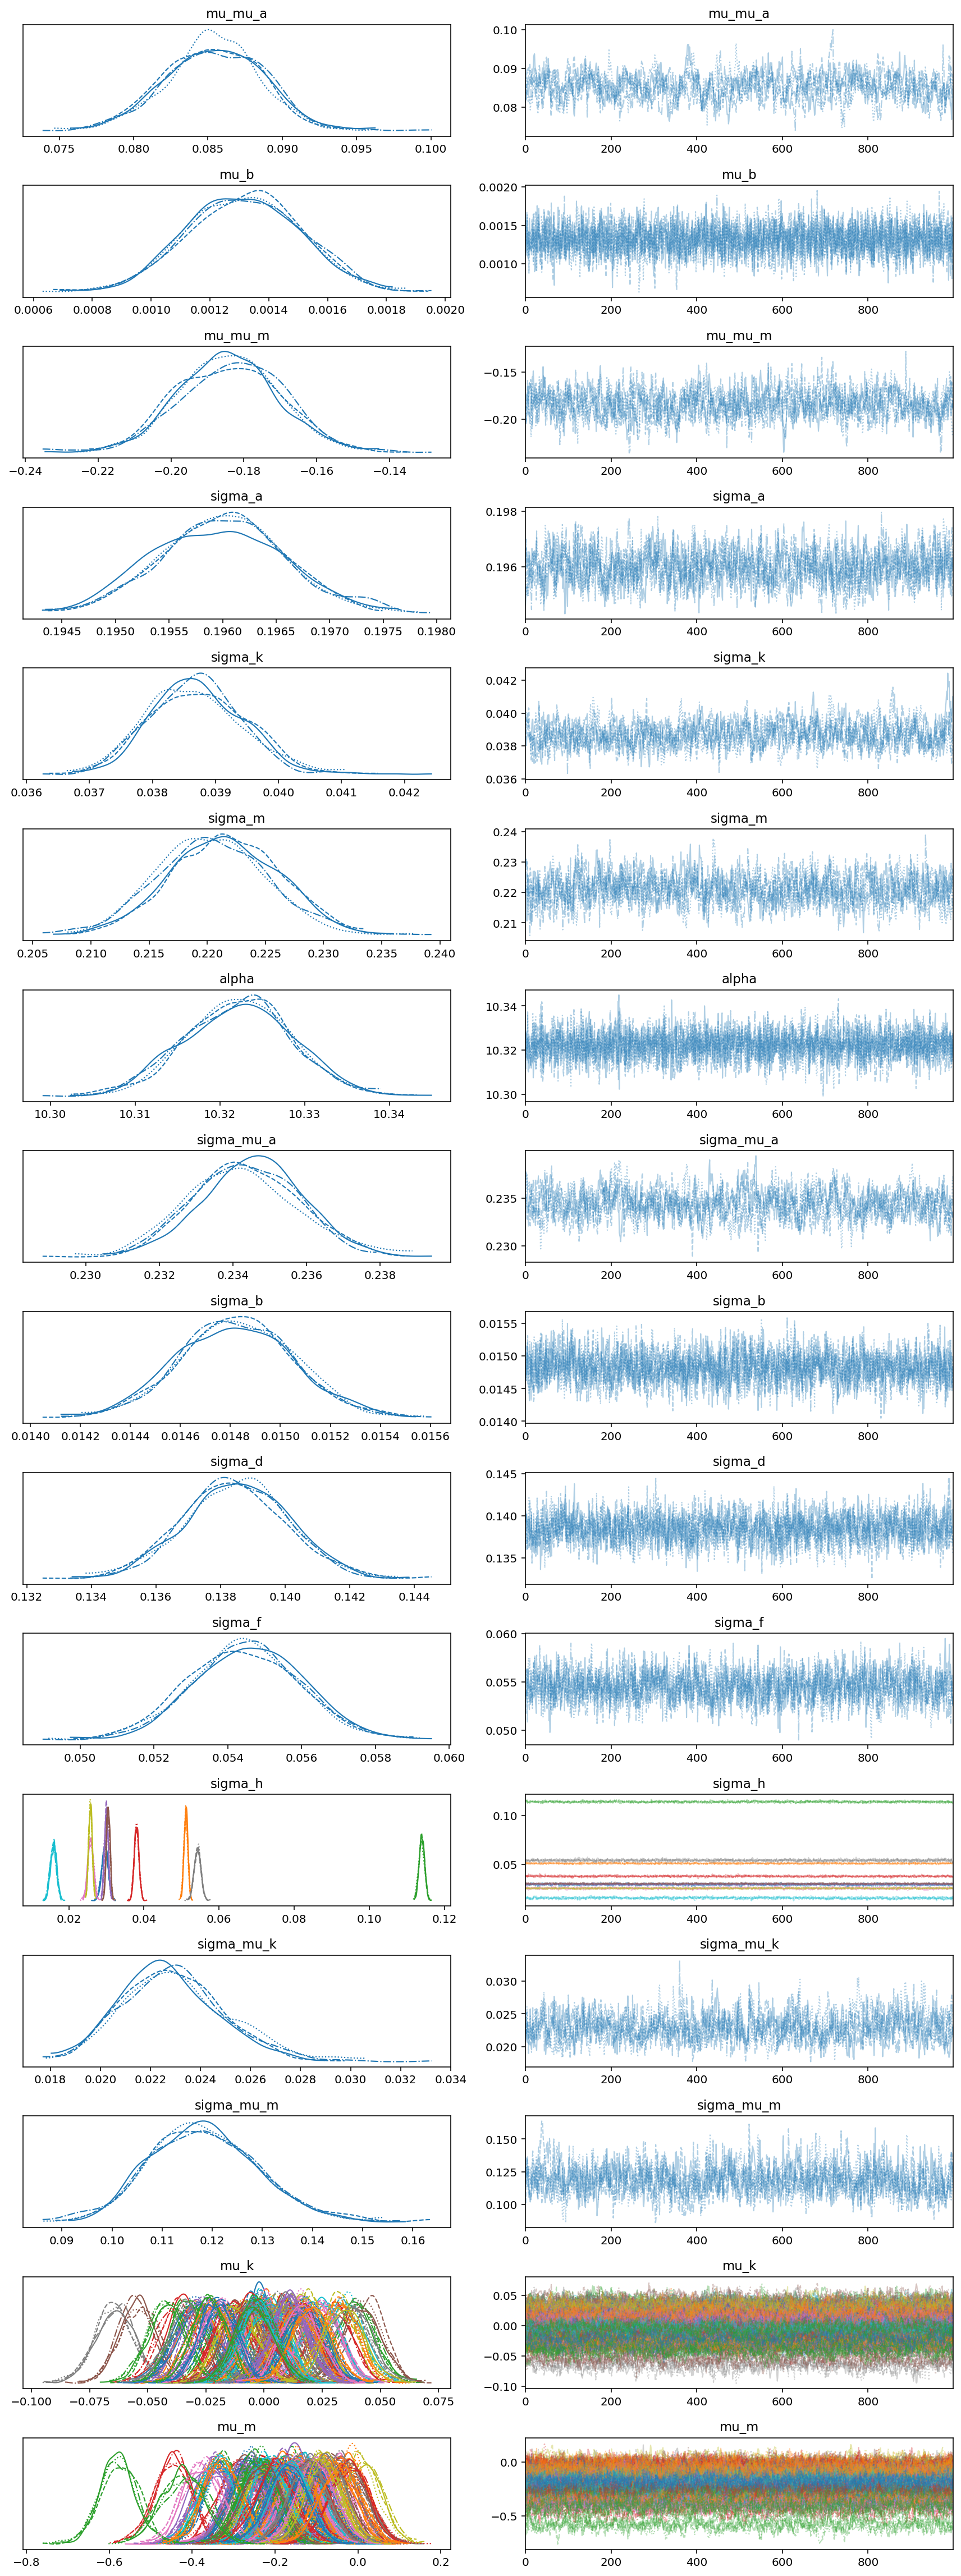 mu_mu_a mu_mu_a
0.10
0.09
0.08
0.075 0.080 0.085 0.090 0.095 0.100 0 200 400 600 800
mu_b mu_b
0.0020
0.0015
0.0010
0.0006 0.0008 0.0010 0.0012 0.0014 0.0016 0.0018 0.0020 0 200 400 600 800
mu_mu_m mu_mu_m
−0.15
−0.20
−0.24 −0.22 −0.20 −0.18 −0.16 −0.14 0 200 400 600 800
sigma_a sigma_a
0.198
0.196
0.1945 0.1950 0.1955 0.1960 0.1965 0.1970 0.1975 0.1980 0 200 400 600 800
sigma_k sigma_k
0.042
0.040
0.038
0.036
0.036 0.037 0.038 0.039 0.040 0.041 0.042 0 200 400 600 800
sigma_m sigma_m
0.24
0.23
0.22
0.21
0.205 0.210 0.215 0.220 0.225 0.230 0.235 0.240 0 200 400 600 800
alpha alpha
10.34
10.32
10.30
10.30 10.31 10.32 10.33 10.34 0 200 400 600 800
sigma_mu_a sigma_mu_a
0.235
0.230
0.230 0.232 0.234 0.236 0.238 0 200 400 600 800
sigma_b sigma_b
0.0155
0.0150
0.0145
0.0140
0.0140 0.0142 0.0144 0.0146 0.0148 0.0150 0.0152 0.0154 0.0156 0 200 400 600 800
sigma_d sigma_d
0.145
0.140
0.135
0.132 0.134 0.136 0.138 0.140 0.142 0.144 0 200 400 600 800
sigma_f sigma_f
0.060
0.055
0.050
0.050 0.052 0.054 0.056 0.058 0.060 0 200 400 600 800
sigma_h sigma_h
0.10
0.05
0.02 0.04 0.06 0.08 0.10 0.12 0 200 400 600 800
sigma_mu_k sigma_mu_k
0.030
0.025
0.020
0.018 0.020 0.022 0.024 0.026 0.028 0.030 0.032 0.034 0 200 400 600 800
sigma_mu_m sigma_mu_m
0.150
0.125
0.100
0.09 0.10 0.11 0.12 0.13 0.14 0.15 0.16 0 200 400 600 800
mu_k mu_k
0.05
0.00
−0.05
−0.10
−0.100 −0.075 −0.050 −0.025 0.000 0.025 0.050 0.075 0 200 400 600 800
mu_m mu_m
0.0
−0.5
−0.8 −0.6 −0.4 −0.2 0.0 0.2 0 200 400 600 800